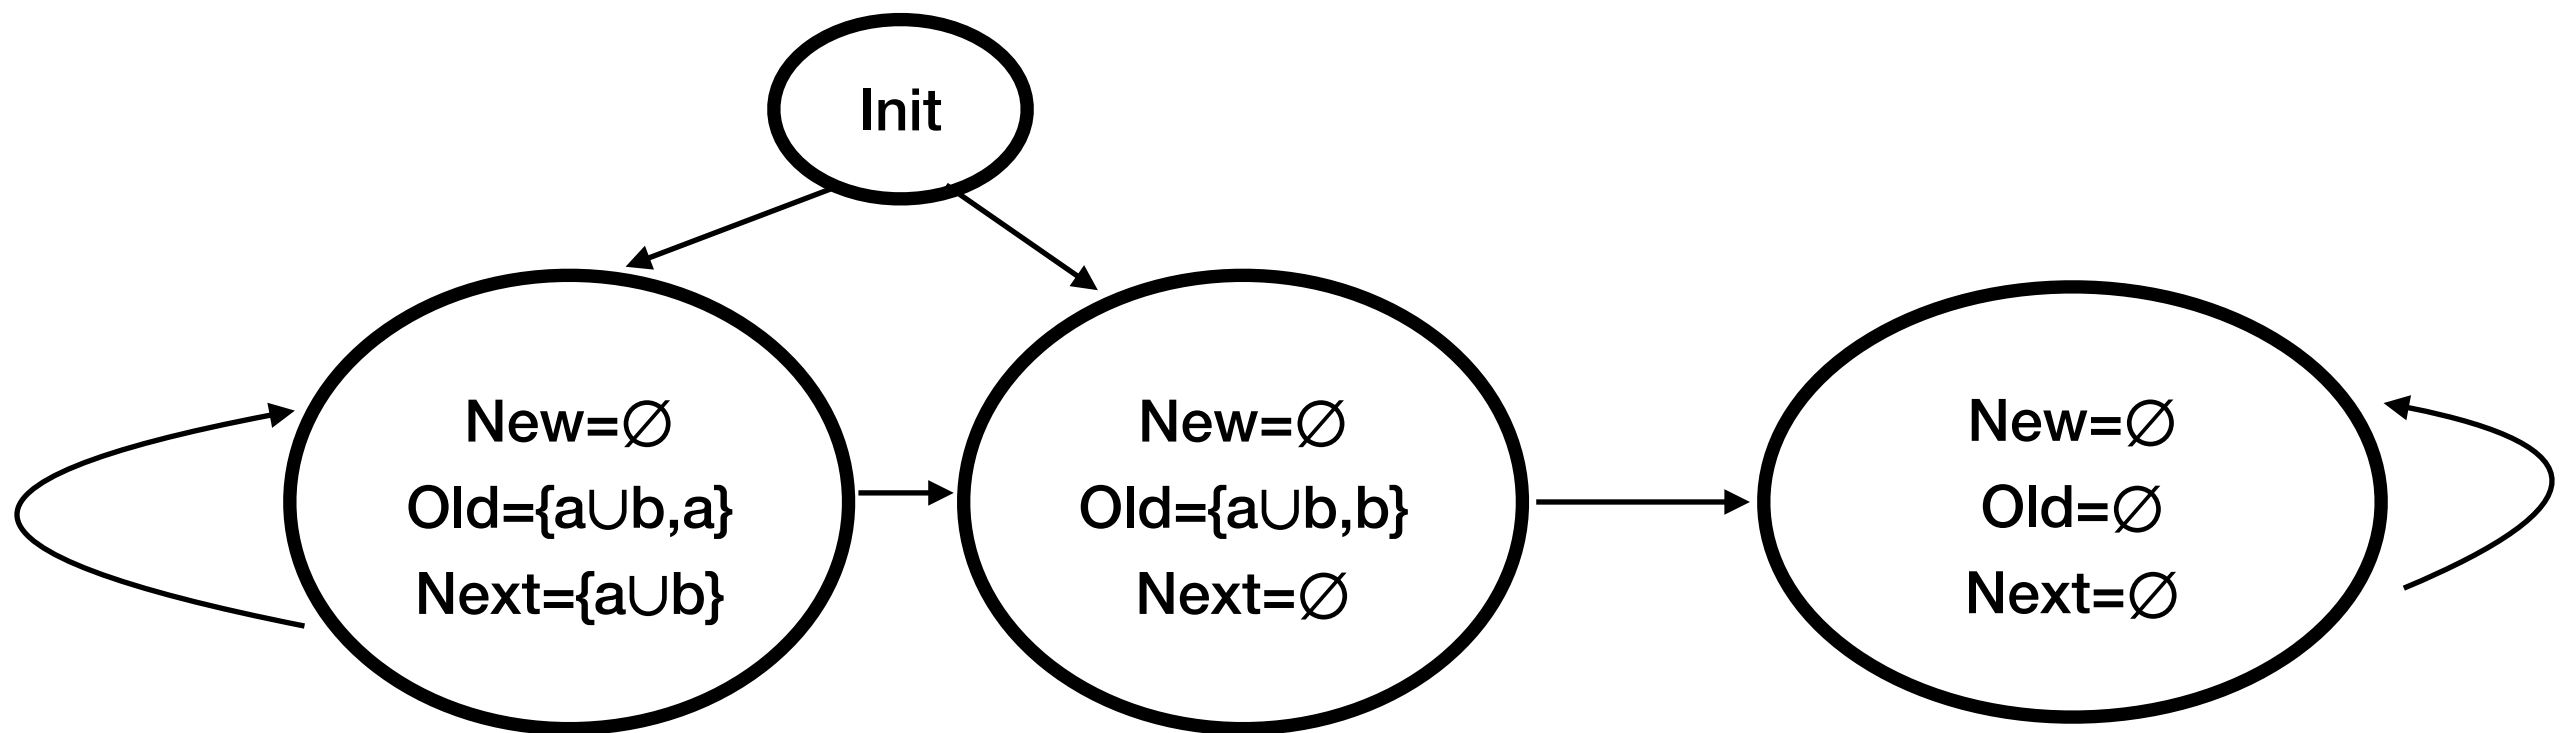 Init
New=∅
Old={a∪b,a}
Next={a∪b}
New=∅
Old={a∪b,b}
Next=∅
New=∅
Old=∅
Next=∅